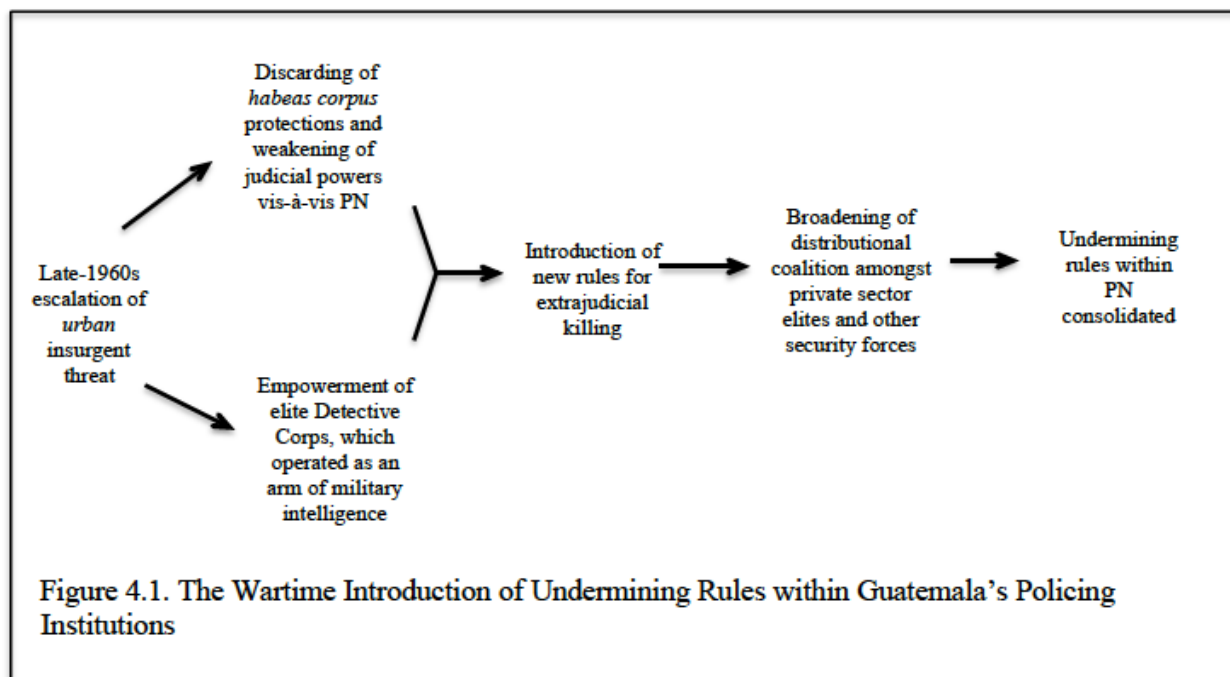 Late-1960s
escalation of
urban
insurgent
threat
Discarding of
habeas corpus
protections and
weakening of
judicial powers
vis-à-vis PN
Empowerment of
elite Detective
Corps, which
operated as an
arm of military
intelligence
Introduction of
new rules for
extrajudicial
killing
Broadening of
distributional
coalition amongst
private sector
elites and other
security forces
Undermining
rules within
PN
consolidated
Figure 4.1. The Wartime Introduction of Undermining Rules within Guatemala's Policing
Institutions